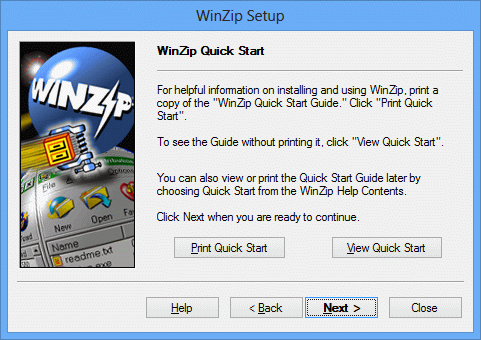 WinZip Setup
WinZip Quick Start
For helpful information on installing and using WinZip, print a
copy of the "WinZip Quick Start Guide." Click "Print Quick
Start".
To see the Guide without printing it, click "View Quick Start".
You can also view or print the Quick Start Guide later by
choosing Quick Start from the WinZip Help Contents.
Click Next when you are ready to continue.
Print Quick Start
View Quick Start
Help
< Back
Next >
Close
WINZIP
File
New
Open
Name
readme.txt